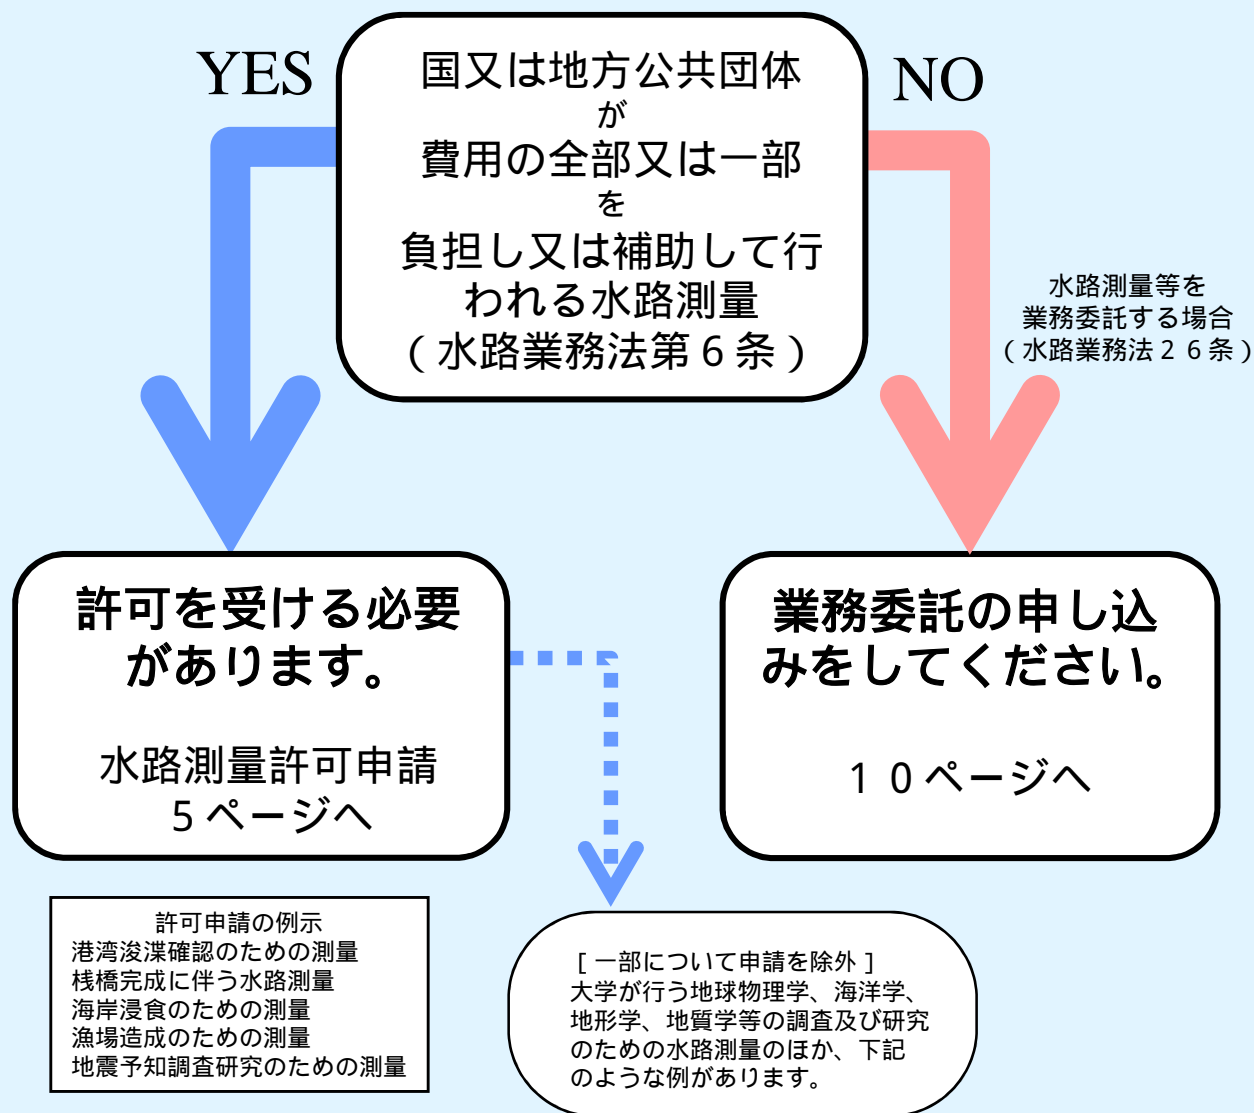 YES
国又は地方公共団体
が
費用の全部又は一部
を
負担し又は補助して行
われる水路測量
(水路業務法第6条)
NO
水路測量等を
業務委託する場合
(水路業務法26条)
許可を受ける必要
があります。
水路測量許可申請
5ページへ
業務委託の申し込
みをしてください。
10ページへ
許可申請の例示
港湾浚渫確認のための測量
桟橋完成に伴う水路測量
海岸浸食のための測量
漁場造成のための測量
地震予知調査研究のための測量
[一部について申請を除外]
大学が行う地球物理学、海洋学、
地形学、地質学等の調査及び研究
のための水路測量のほか、下記
のような例があります。